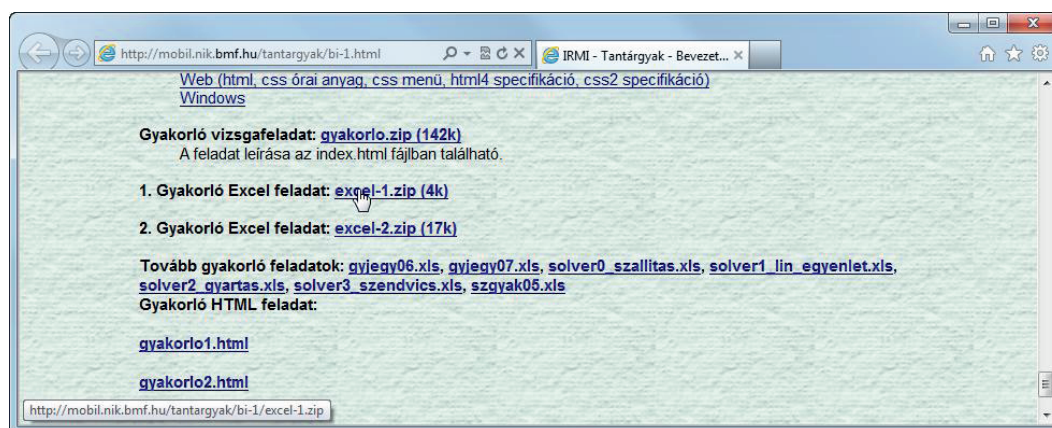 http://mobil.nik.bmf.hu/tantargyak/bi-1.html
IRMI - Tantárgyak - Bevezet...
Web (html, css órai anyag, css menü, html4 specifikáció, css2 specifikáció)
Windows
Gyakorló vizsgafeladat: gyakorlo.zip (142k)
A feladat leírása az index.html fájlban található.
1. Gyakorló Excel feladat: excel-1.zip (4k)
2. Gyakorló Excel feladat: excel-2.zip (17k)
Tovább gyakorló feladatok: gyjegy06.xls, gyjegy07.xls, solver0_szallitas.xls, solver1_lin_egyenlet.xls,
solver2_gyartas.xls, solver3_szendvics.xls, szgyak05.xls
Gyakorló HTML feladat:
gyakorlo1.html
gyakorlo2.html
http://mobil.nik.bmf.hu/tantargyak/bi-1/excel-1.zip